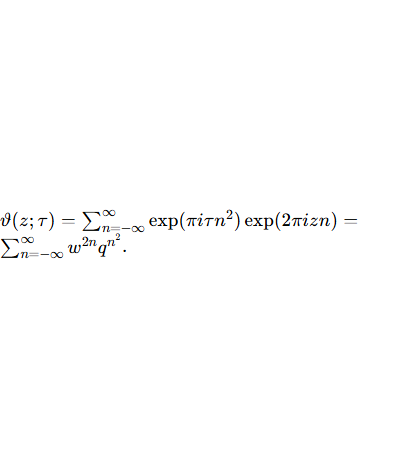 ϑ(z; τ) = ∑_{n=−∞}^{∞} exp(πiτn²) exp(2πizn) =
∑_{n=−∞}^{∞} w^{2n} q^{n²}.